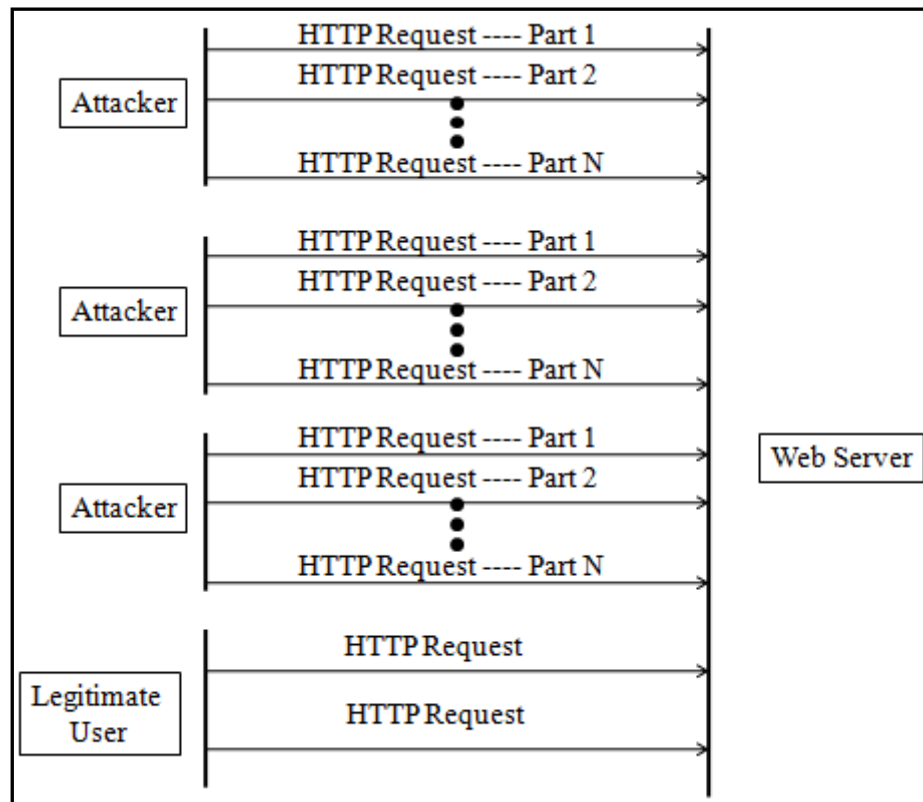 HTTP Request ---- Part 1
HTTP Request ---- Part 2
Attacker
HTTP Request ---- Part N
HTTP Request ---- Part 1
HTTP Request ---- Part 2
Attacker
HTTP Request ---- Part N
HTTP Request ---- Part 1
HTTP Request ---- Part 2
Attacker
HTTP Request ---- Part N
Web Server
HTTP Request
HTTP Request
Legitimate
User